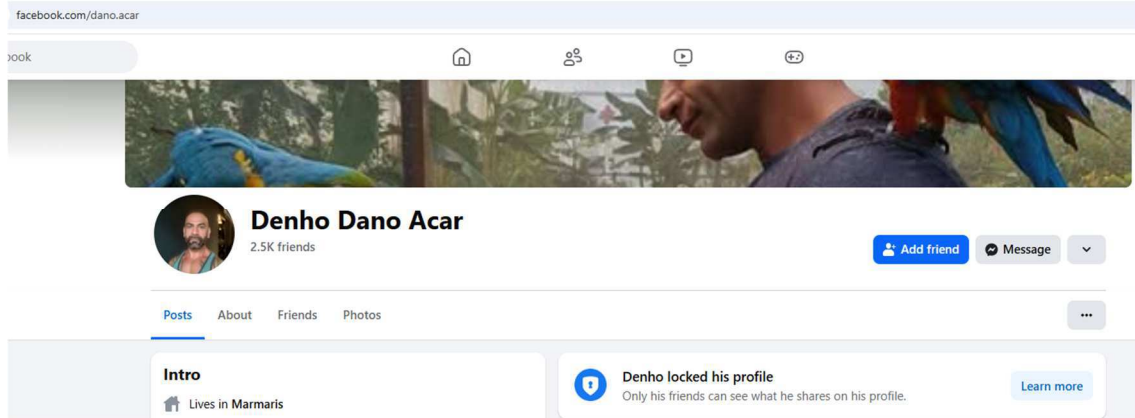 facebook.com/dano.acar
book
Denho Dano Acar
2.5K friends
Add friend
Message
Posts About Friends Photos
Intro
Lives in Marmaris
Denho locked his profile
Only his friends can see what he shares on his profile.
Learn more